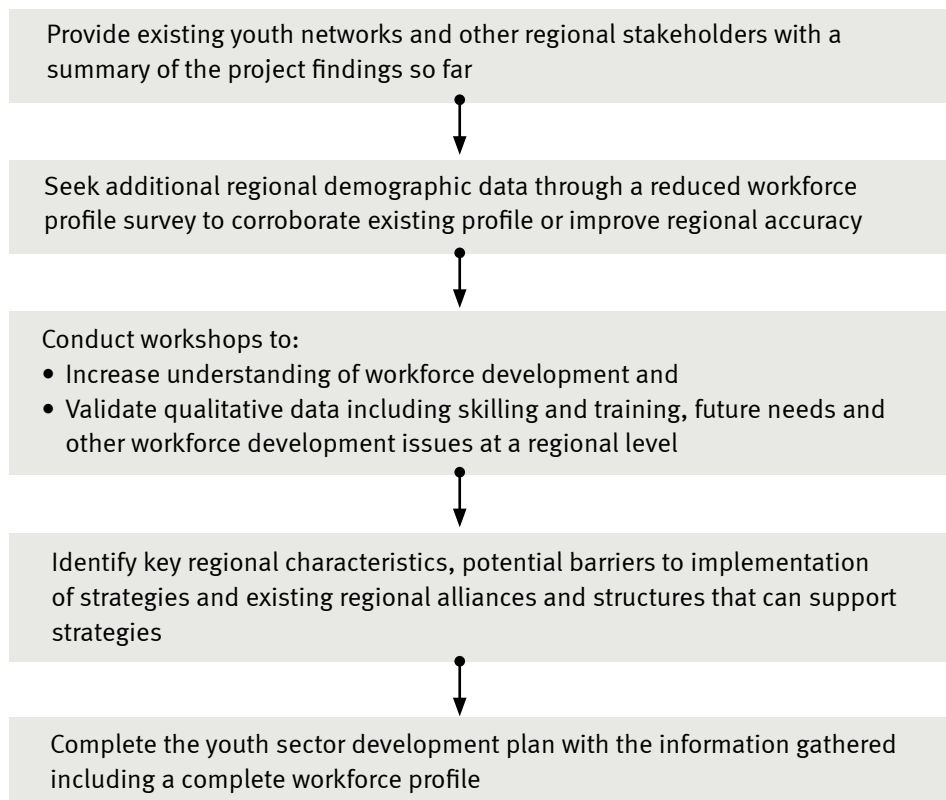 Provide existing youth networks and other regional stakeholders with a
summary of the project findings so far
Seek additional regional demographic data through a reduced workforce
profile survey to corroborate existing profile or improve regional accuracy
Conduct workshops to:
• Increase understanding of workforce development and
• Validate qualitative data including skilling and training, future needs and
other workforce development issues at a regional level
Identify key regional characteristics, potential barriers to implementation
of strategies and existing regional alliances and structures that can support
strategies
Complete the youth sector development plan with the information gathered
including a complete workforce profile